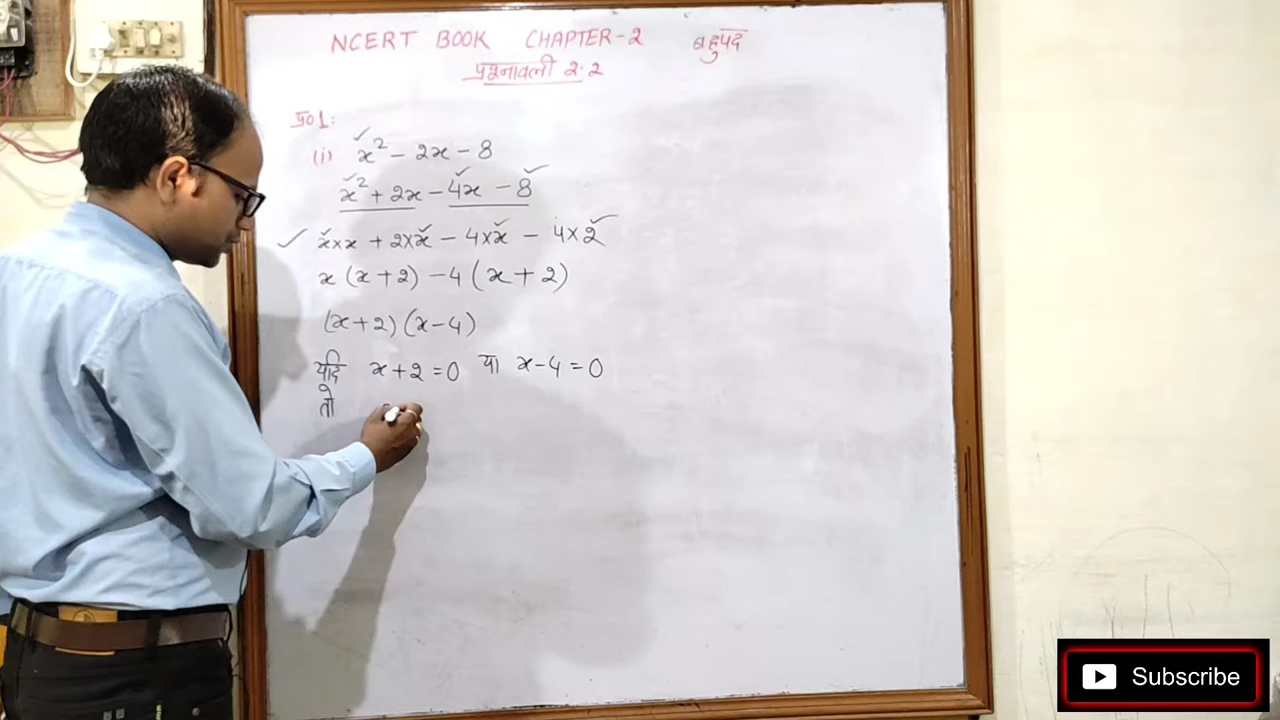 NCERT BOOK CHAPTER-2 बहुपद
प्रश्नावली 2.2
प्र01:
(i) x² - 2x - 8
x² + 2x - 4x - 8
x×x + 2×x - 4×x - 4×2
x (x + 2) - 4 (x + 2)
(x + 2) (x - 4)
यदि x + 2 = 0 या x - 4 = 0
तो
Subscribe